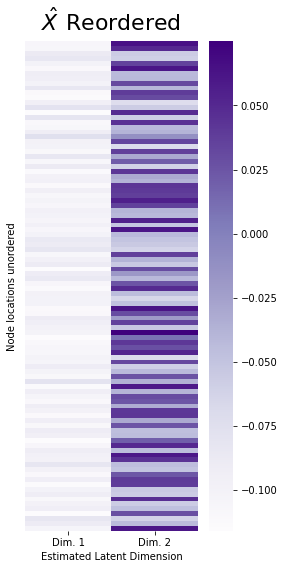 X̂ Reordered
Node locations unordered
Dim. 1 Dim. 2
Estimated Latent Dimension
0.050
0.025
0.000
−0.025
−0.050
−0.075
−0.100